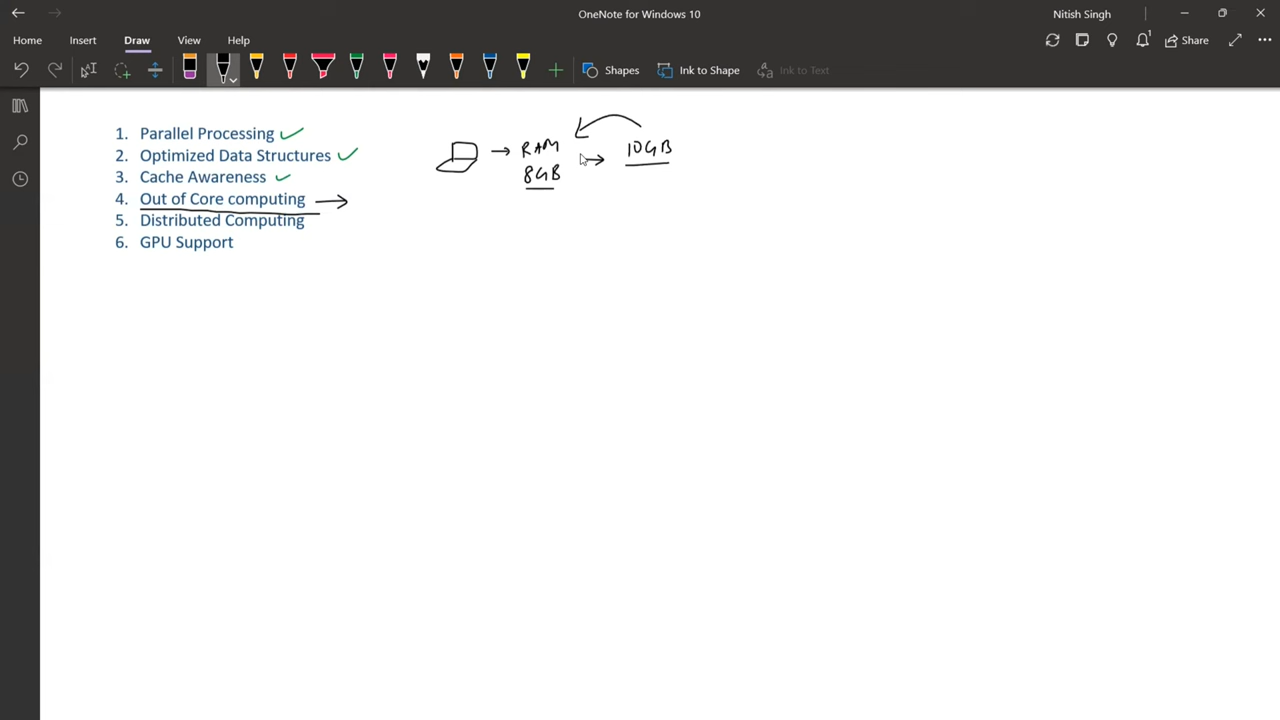 OneNote for Windows 10
Nitish Singh
Home Insert Draw View Help
Share
Shapes Ink to Shape Ink to Text
1. Parallel Processing
2. Optimized Data Structures
3. Cache Awareness
4. Out of Core computing
5. Distributed Computing
6. GPU Support
RAM
8GB
10GB